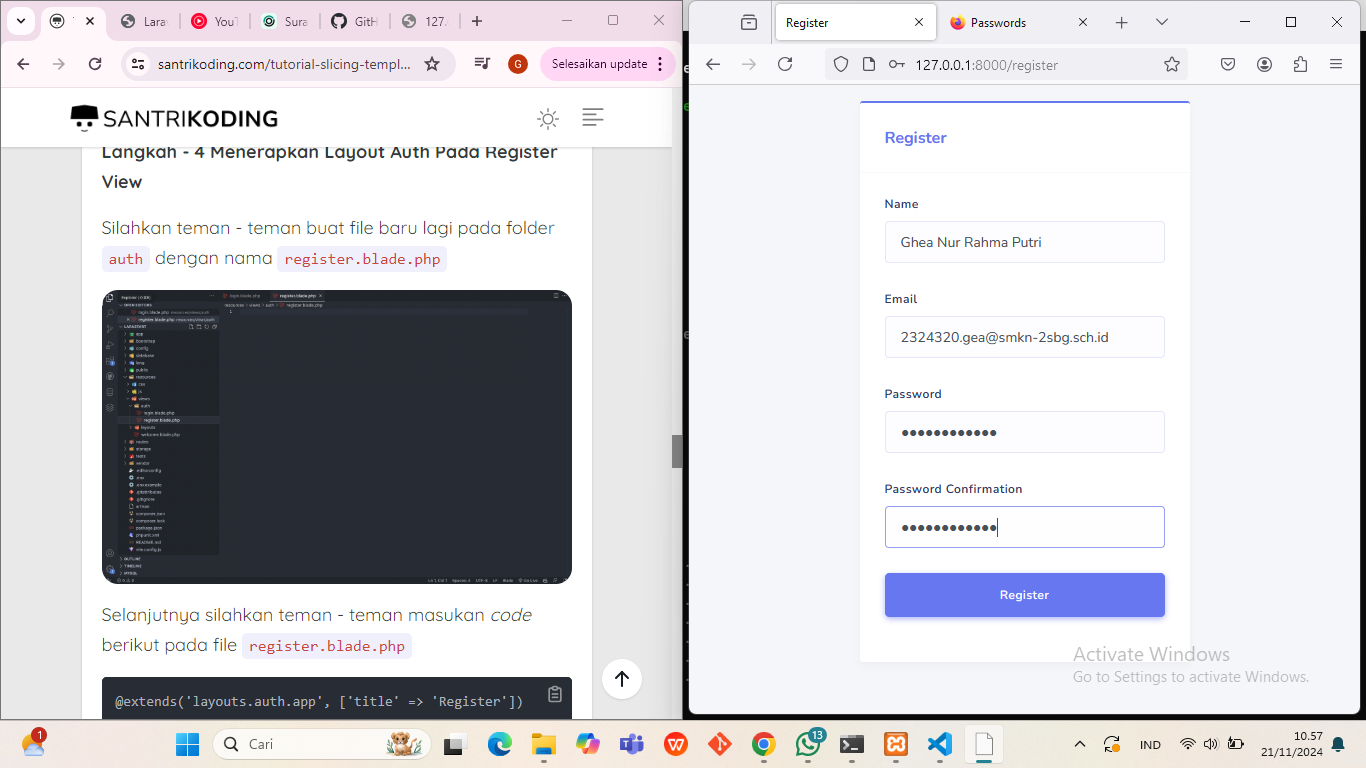 Larav
YouT
Sura
GitH
127.
santrikoding.com/tutorial-slicing-templ...
G
Selesaikan update
SANTRIKODING
Langkah - 4 Menerapkan Layout Auth Pada Register
View
Silahkan teman - teman buat file baru lagi pada folder
auth dengan nama register.blade.php
Selanjutnya silahkan teman - teman masukan code
berikut pada file register.blade.php
@extends('layouts.auth.app', ['title' => 'Register'])
Register
Passwords
127.0.0.1:8000/register
Register
Name
Ghea Nur Rahma Putri
Email
2324320.gea@smkn-2sbg.sch.id
Password
●●●●●●●●●●●●
Password Confirmation
●●●●●●●●●●●●
Register
Activate Windows
Go to Settings to activate Windows.
1
Cari
13
IND
10.57
21/11/2024